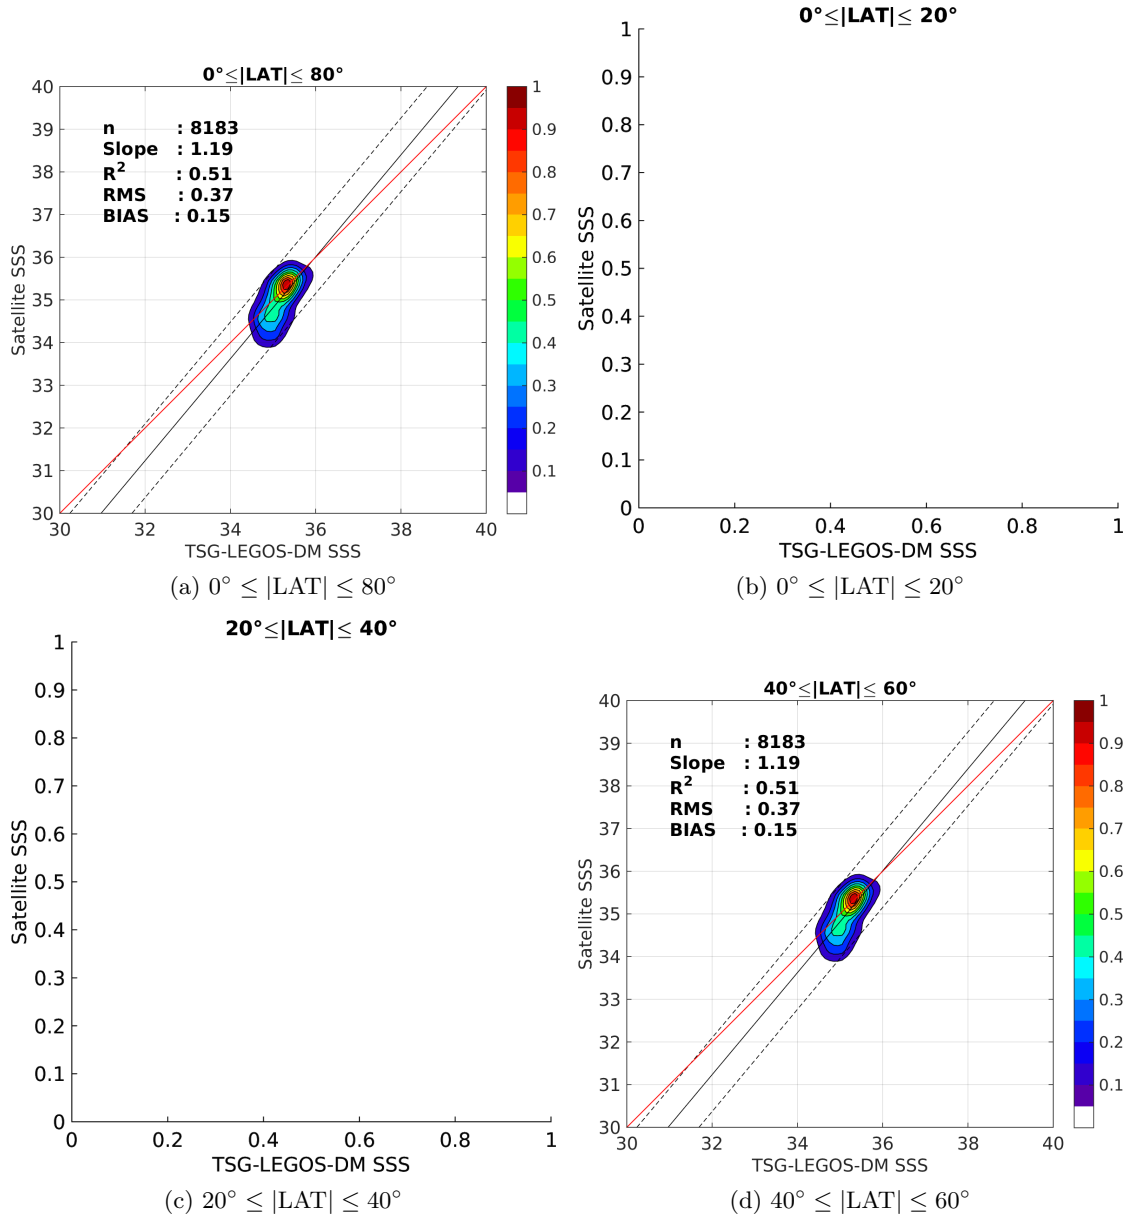 0°≤|LAT|≤ 80°
40
39
38
37
36
35
34
33
32
31
30
30 32 34 36 38 40
Satellite SSS
TSG-LEGOS-DM SSS
n : 8183
Slope : 1.19
R² : 0.51
RMS : 0.37
BIAS : 0.15
1
0.9
0.8
0.7
0.6
0.5
0.4
0.3
0.2
0.1
(a) 0° ≤ |LAT| ≤ 80°
0°≤|LAT|≤ 20°
1
0.9
0.8
0.7
0.6
0.5
0.4
0.3
0.2
0.1
0
0 0.2 0.4 0.6 0.8 1
Satellite SSS
TSG-LEGOS-DM SSS
(b) 0° ≤ |LAT| ≤ 20°
20°≤|LAT|≤ 40°
1
0.9
0.8
0.7
0.6
0.5
0.4
0.3
0.2
0.1
0
0 0.2 0.4 0.6 0.8 1
Satellite SSS
TSG-LEGOS-DM SSS
(c) 20° ≤ |LAT| ≤ 40°
40°≤|LAT|≤ 60°
40
39
38
37
36
35
34
33
32
31
30
30 32 34 36 38 40
Satellite SSS
TSG-LEGOS-DM SSS
n : 8183
Slope : 1.19
R² : 0.51
RMS : 0.37
BIAS : 0.15
1
0.9
0.8
0.7
0.6
0.5
0.4
0.3
0.2
0.1
(d) 40° ≤ |LAT| ≤ 60°